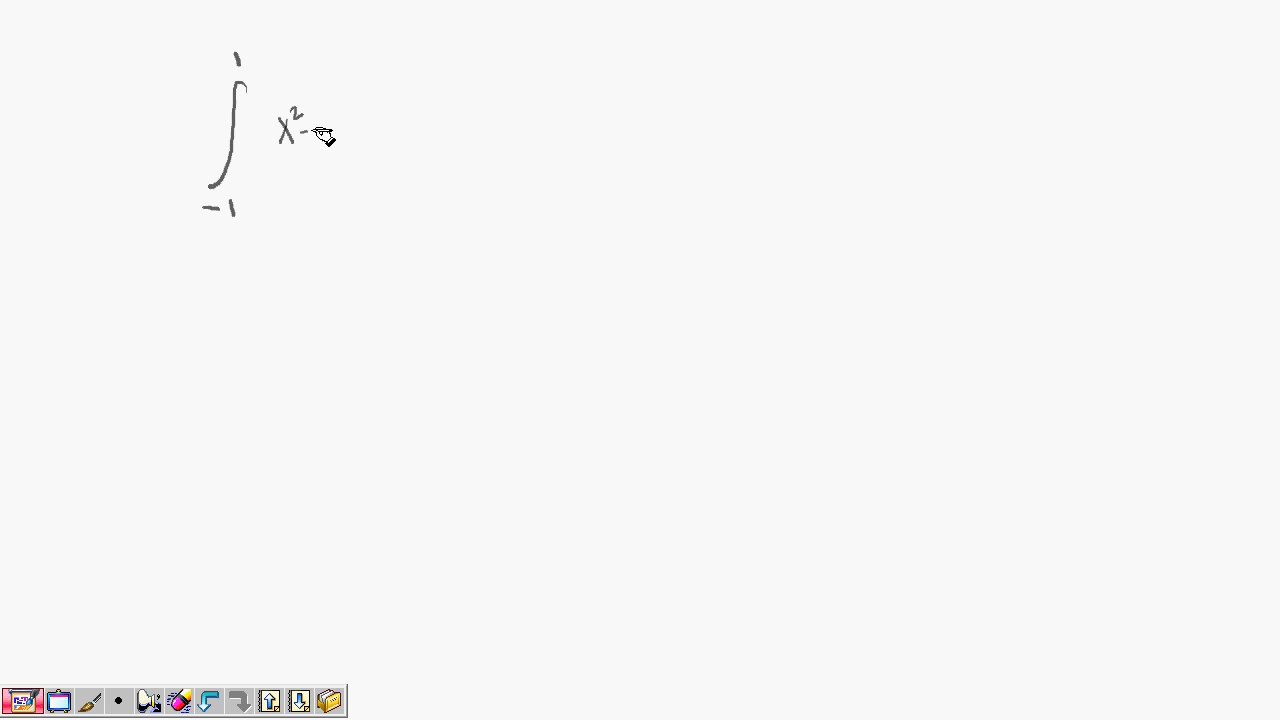 ∫_{-1}^{1} x² -